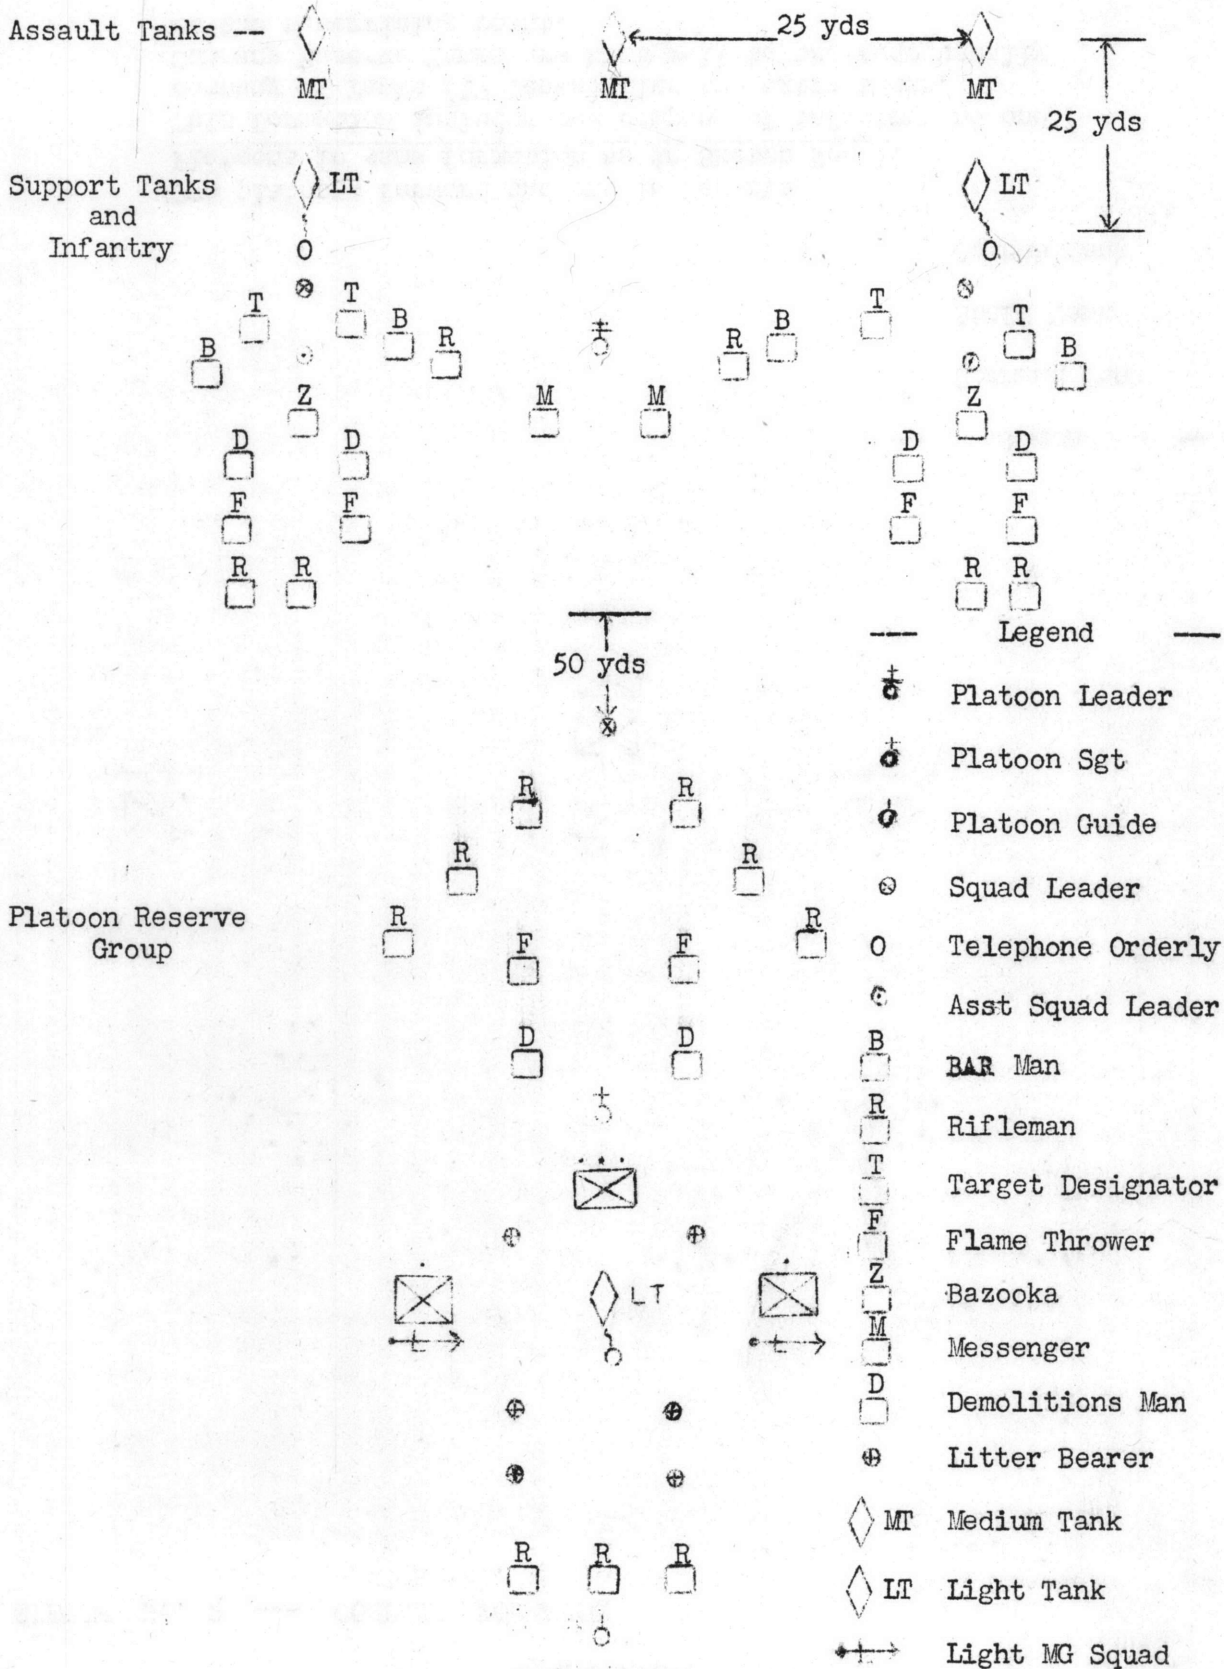 Assault Tanks --
25 yds
MT MT MT
25 yds
Support Tanks
and
Infantry
LT LT
O O
T T T T
B R R B
B B
Z M M Z
D D D D
F F F F
R R R R
50 yds
R R
R R
Platoon Reserve
Group
R R
F F
D D
LT
R R R
Legend
Platoon Leader
Platoon Sgt
Platoon Guide
Squad Leader
O Telephone Orderly
Asst Squad Leader
B BAR Man
R Rifleman
T Target Designator
F Flame Thrower
Z Bazooka
M Messenger
D Demolitions Man
Litter Bearer
MT Medium Tank
LT Light Tank
Light MG Squad